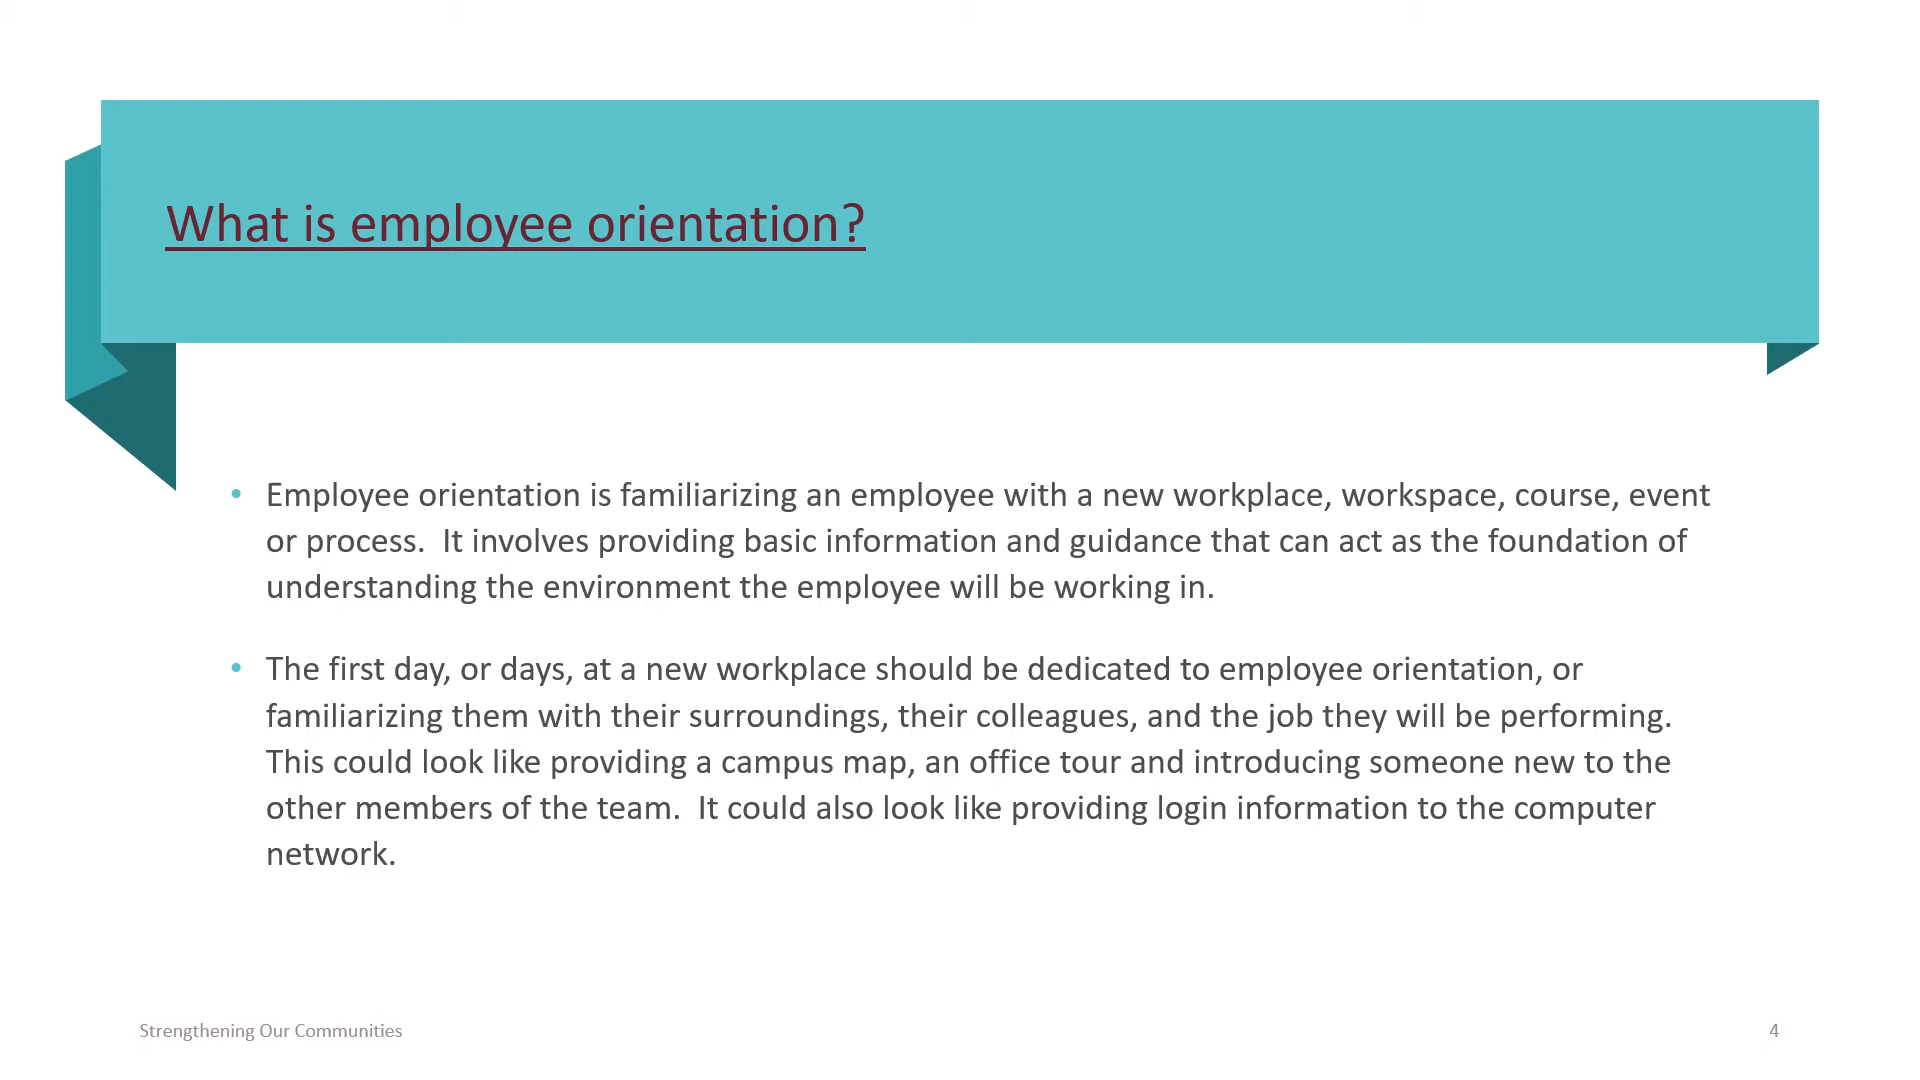 What is employee orientation?
• Employee orientation is familiarizing an employee with a new workplace, workspace, course, event
or process.  It involves providing basic information and guidance that can act as the foundation of
understanding the environment the employee will be working in.
• The first day, or days, at a new workplace should be dedicated to employee orientation, or
familiarizing them with their surroundings, their colleagues, and the job they will be performing.
This could look like providing a campus map, an office tour and introducing someone new to the
other members of the team.  It could also look like providing login information to the computer
network.
Strengthening Our Communities
4